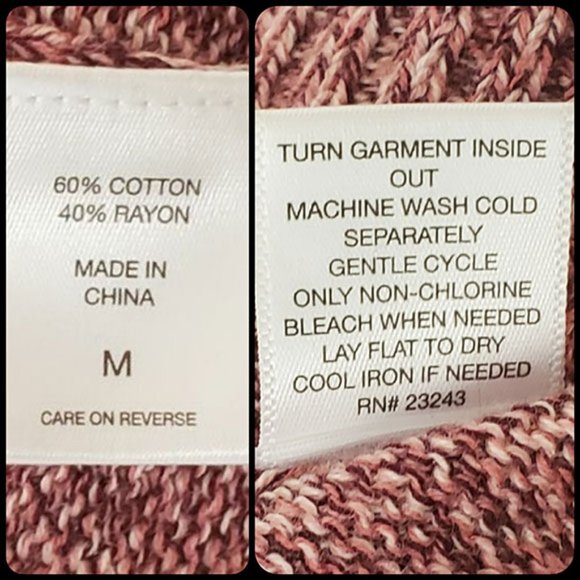 60% COTTON
40% RAYON
MADE IN
CHINA
M
CARE ON REVERSE
TURN GARMENT INSIDE
OUT
MACHINE WASH COLD
SEPARATELY
GENTLE CYCLE
ONLY NON-CHLORINE
BLEACH WHEN NEEDED
LAY FLAT TO DRY
COOL IRON IF NEEDED
RN# 23243